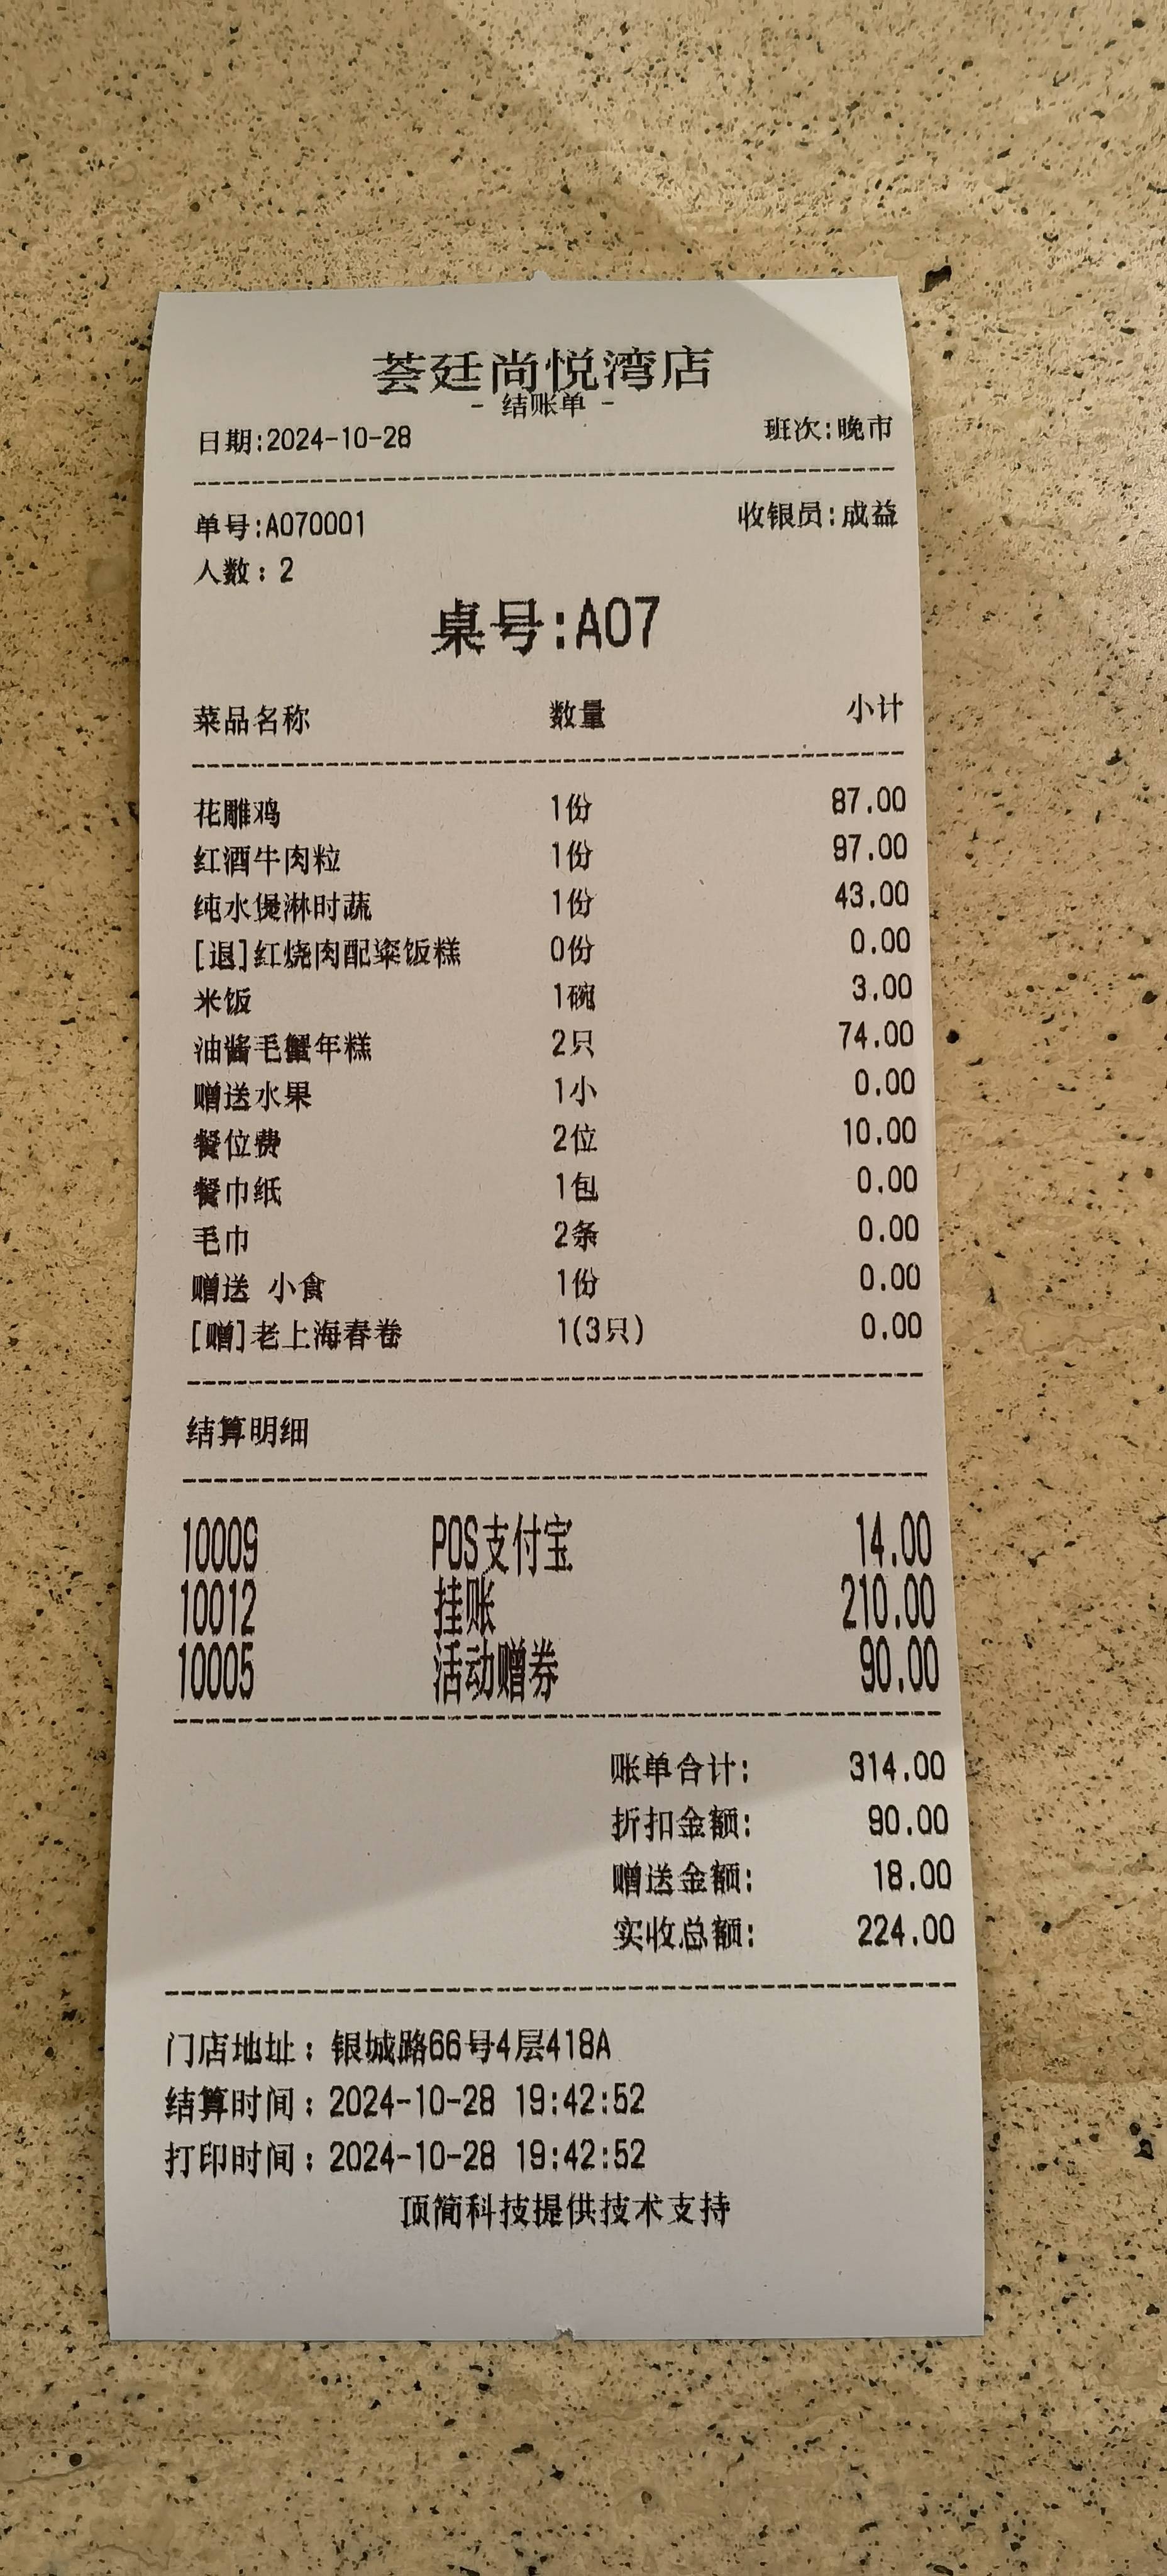 荟廷尚悦湾店
- 结账单 -
日期:2024-10-28 班次:晚市
单号:A070001 收银员:成益
人数: 2
桌号:A07
菜品名称 数量 小计
花雕鸡 1份 87.00
红酒牛肉粒 1份 97.00
纯水煲淋时蔬 1份 43.00
[退]红烧肉配粢饭糕 0份 0.00
米饭 1碗 3.00
油酱毛蟹年糕 2只 74.00
赠送水果 1小 0.00
餐位费 2位 10.00
餐巾纸 1包 0.00
毛巾 2条 0.00
赠送 小食 1份 0.00
[赠]老上海春卷 1(3只) 0.00
结算明细
10009 POS支付宝 14.00
10012 挂账 210.00
10005 活动赠券 90.00
账单合计: 314.00
折扣金额: 90.00
赠送金额: 18.00
实收总额: 224.00
门店地址: 银城路66号4层418A
结算时间: 2024-10-28 19:42:52
打印时间: 2024-10-28 19:42:52
顶简科技提供技术支持